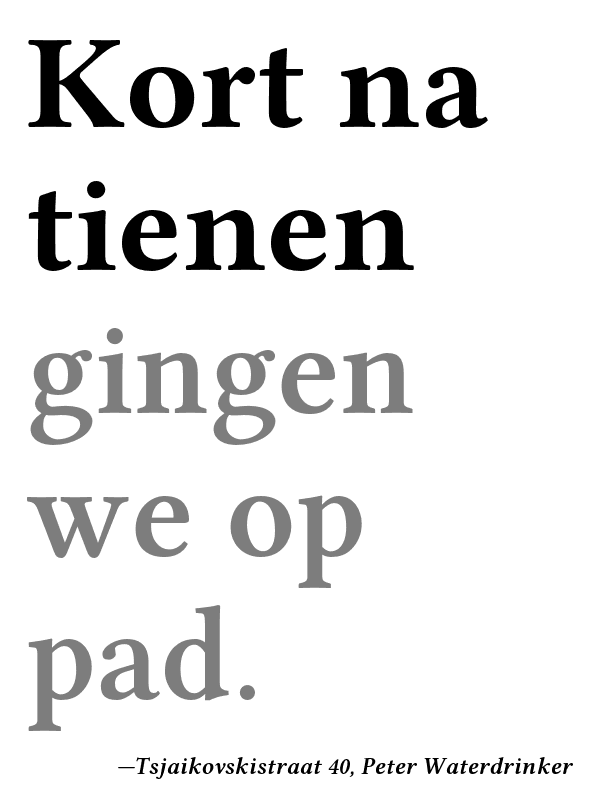 Kort na
tienen
gingen
we op
pad.
—Tsjaikovskistraat 40, Peter Waterdrinker